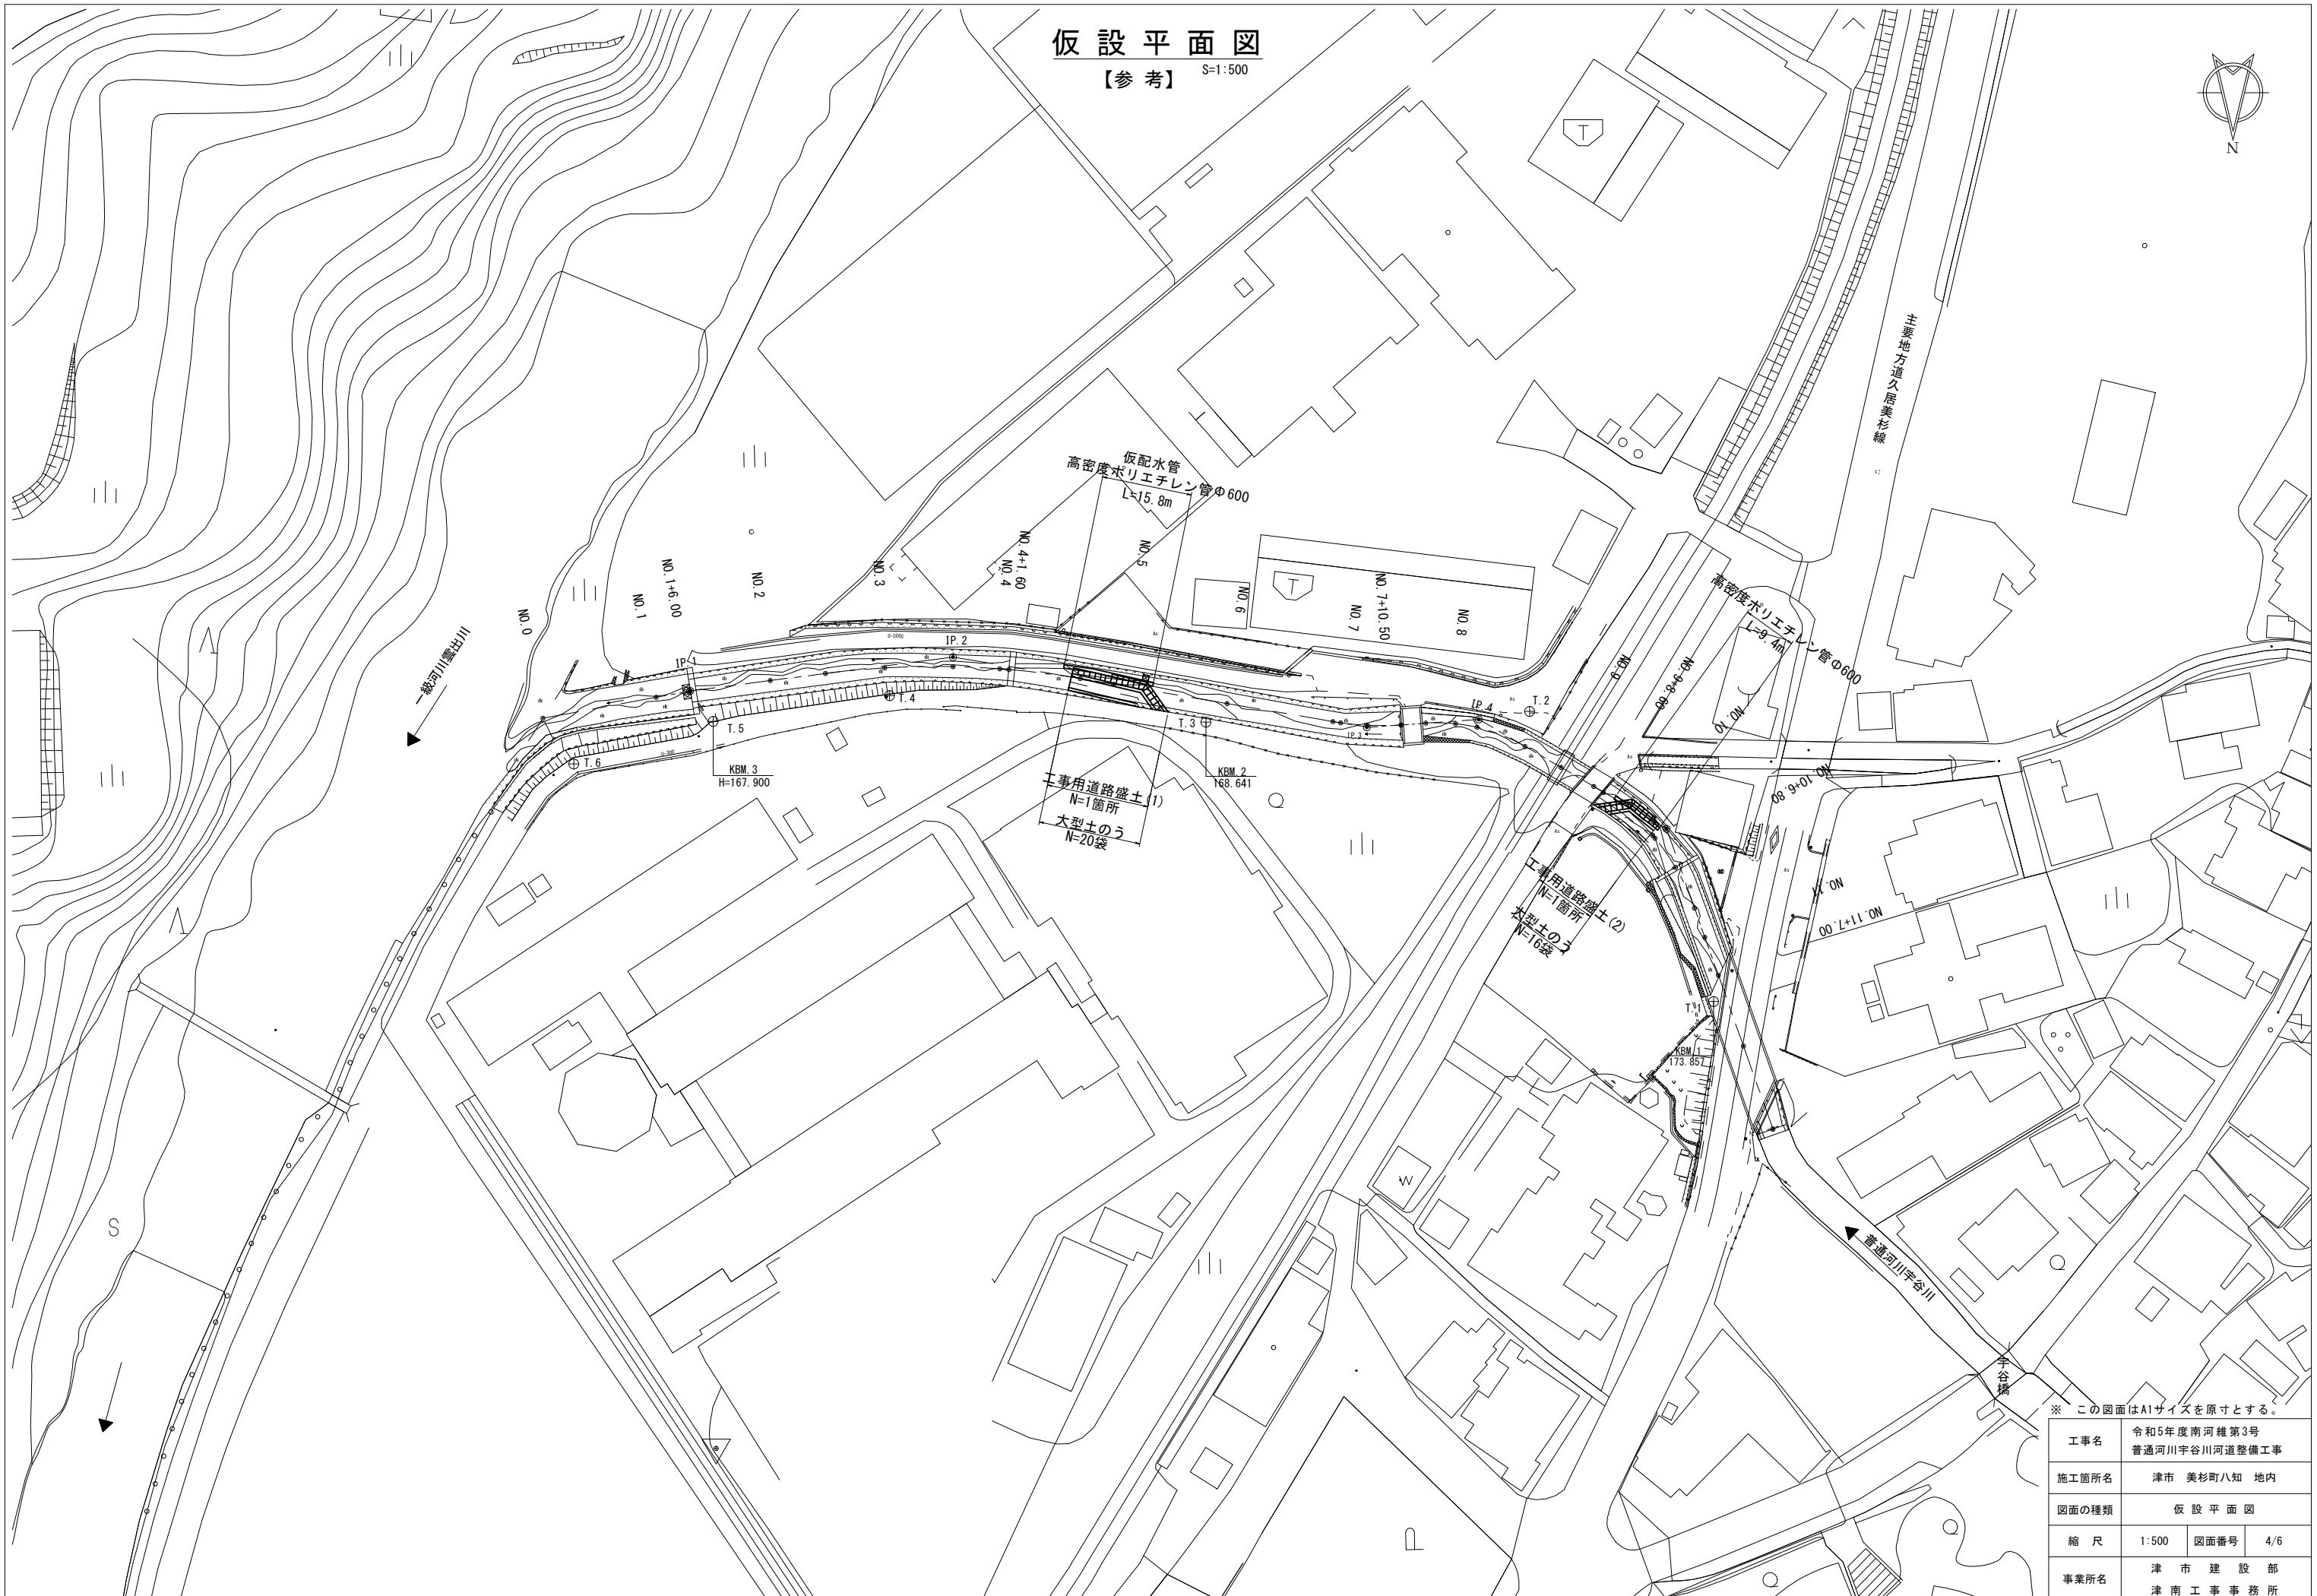 仮設平面図
【参考】 S=1:500
N
主要地方道久居美杉線
T
仮配水管
高密度ポリエチレン管Φ600
L=15.8m
NO.0
NO.1
NO.1+6.00
NO.2
NO.3
NO.4
NO.4+1.60
NO.5
NO.6
T
NO.7
NO.7+10.50
NO.8
NO.9
NO.9+8.60
NO.10
NO.10+6.80
NO.11
NO.11+7.00
高密度ポリエチレン管Φ600
L=9.4m
一級河川雲出川
IP.1
IP.2
IP.3
IP.4
U-300
T.1
T.2
T.3
T.4
T.5
T.6
KBM.3
H=167.900
KBM.2
168.641
KBM.1
173.857
工事用道路盛土(1)
N=1箇所
大型土のう
N=20袋
工事用道路盛土(2)
N=1箇所
大型土のう
N=16袋
W
S
普通河川宇谷川
宇谷橋
※ この図面はA1サイズを原寸とする。
工事名 令和5年度南河維第3号
普通河川宇谷川河道整備工事
施工箇所名 津市 美杉町八知 地内
図面の種類 仮設平面図
縮尺 1:500 図面番号 4/6
事業所名 津市建設部
津南工事事務所